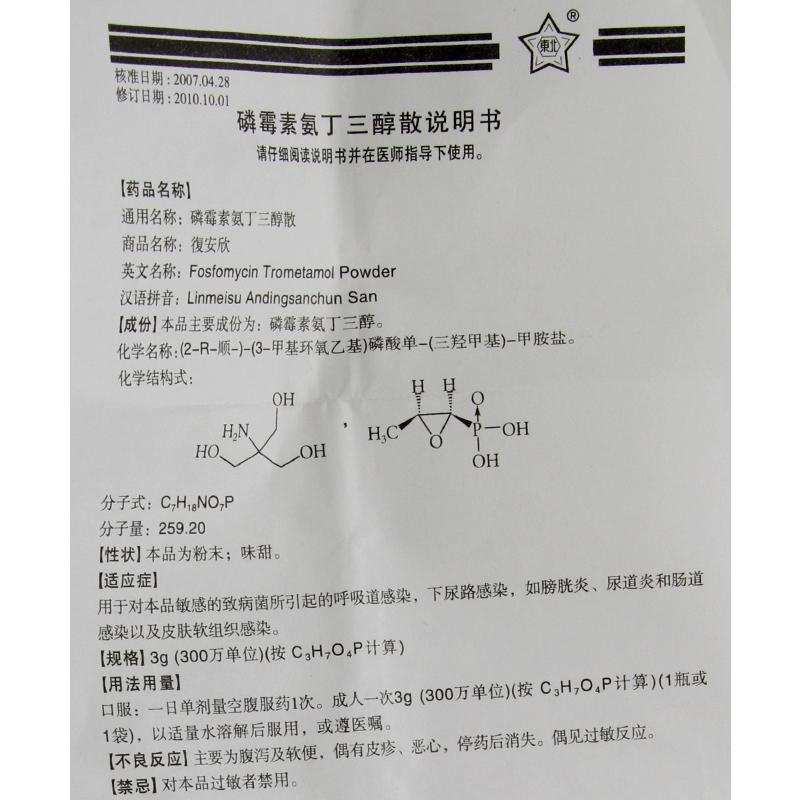 東北
®
核准日期：2007.04.28
修订日期：2010.10.01
磷霉素氨丁三醇散说明书
请仔细阅读说明书并在医师指导下使用。
【药品名称】
通用名称：磷霉素氨丁三醇散
商品名称：復安欣
英文名称：Fosfomycin Trometamol Powder
汉语拼音：Linmeisu Andingsanchun San
【成份】本品主要成份为：磷霉素氨丁三醇。
化学名称：(2-R-顺-)-(3-甲基环氧乙基)磷酸单-(三羟甲基)-甲胺盐。
化学结构式：
OH
H₂N
HO
OH
,
H H
O
H₃C
O
P
OH
OH
分子式：C₇H₁₈NO₇P
分子量：259.20
【性状】本品为粉末；味甜。
【适应症】
用于对本品敏感的致病菌所引起的呼吸道感染，下尿路感染，如膀胱炎、尿道炎和肠道
感染以及皮肤软组织感染。
【规格】3g (300万单位)(按 C₃H₇O₄P计算)
【用法用量】
口服：一日单剂量空腹服药1次。成人一次3g (300万单位)(按 C₃H₇O₄P计算)(1瓶或
1袋)，以适量水溶解后服用，或遵医嘱。
【不良反应】主要为腹泻及软便，偶有皮疹、恶心，停药后消失。偶见过敏反应。
【禁忌】对本品过敏者禁用。